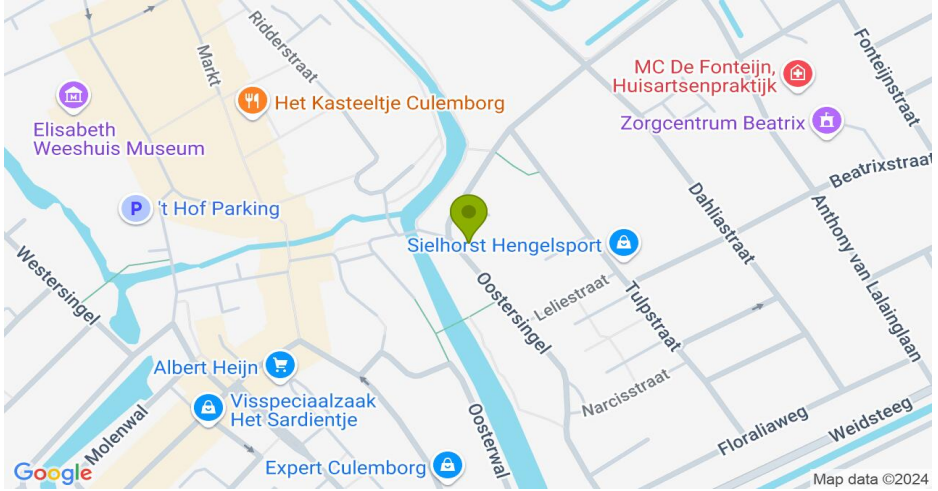 Ridderstraat
Markt
Fonteijnstraat
MC De Fonteijn,
Huisartsenpraktijk
Het Kasteeltje Culemborg
Zorgcentrum Beatrix
Elisabeth
Weeshuis Museum
Beatrixstraat
P
't Hof Parking
Dahliastraat
Anthony van Lalainglaan
Sielhorst Hengelsport
Westersingel
Oostersingel
Leliestraat
Tulpstraat
Albert Heijn
Narcisstraat
Visspeciaalzaak
Het Sardientje
Molenwal
Oosterwal
Floraliaweg
Weidsteeg
Expert Culemborg
Google
Map data ©2024